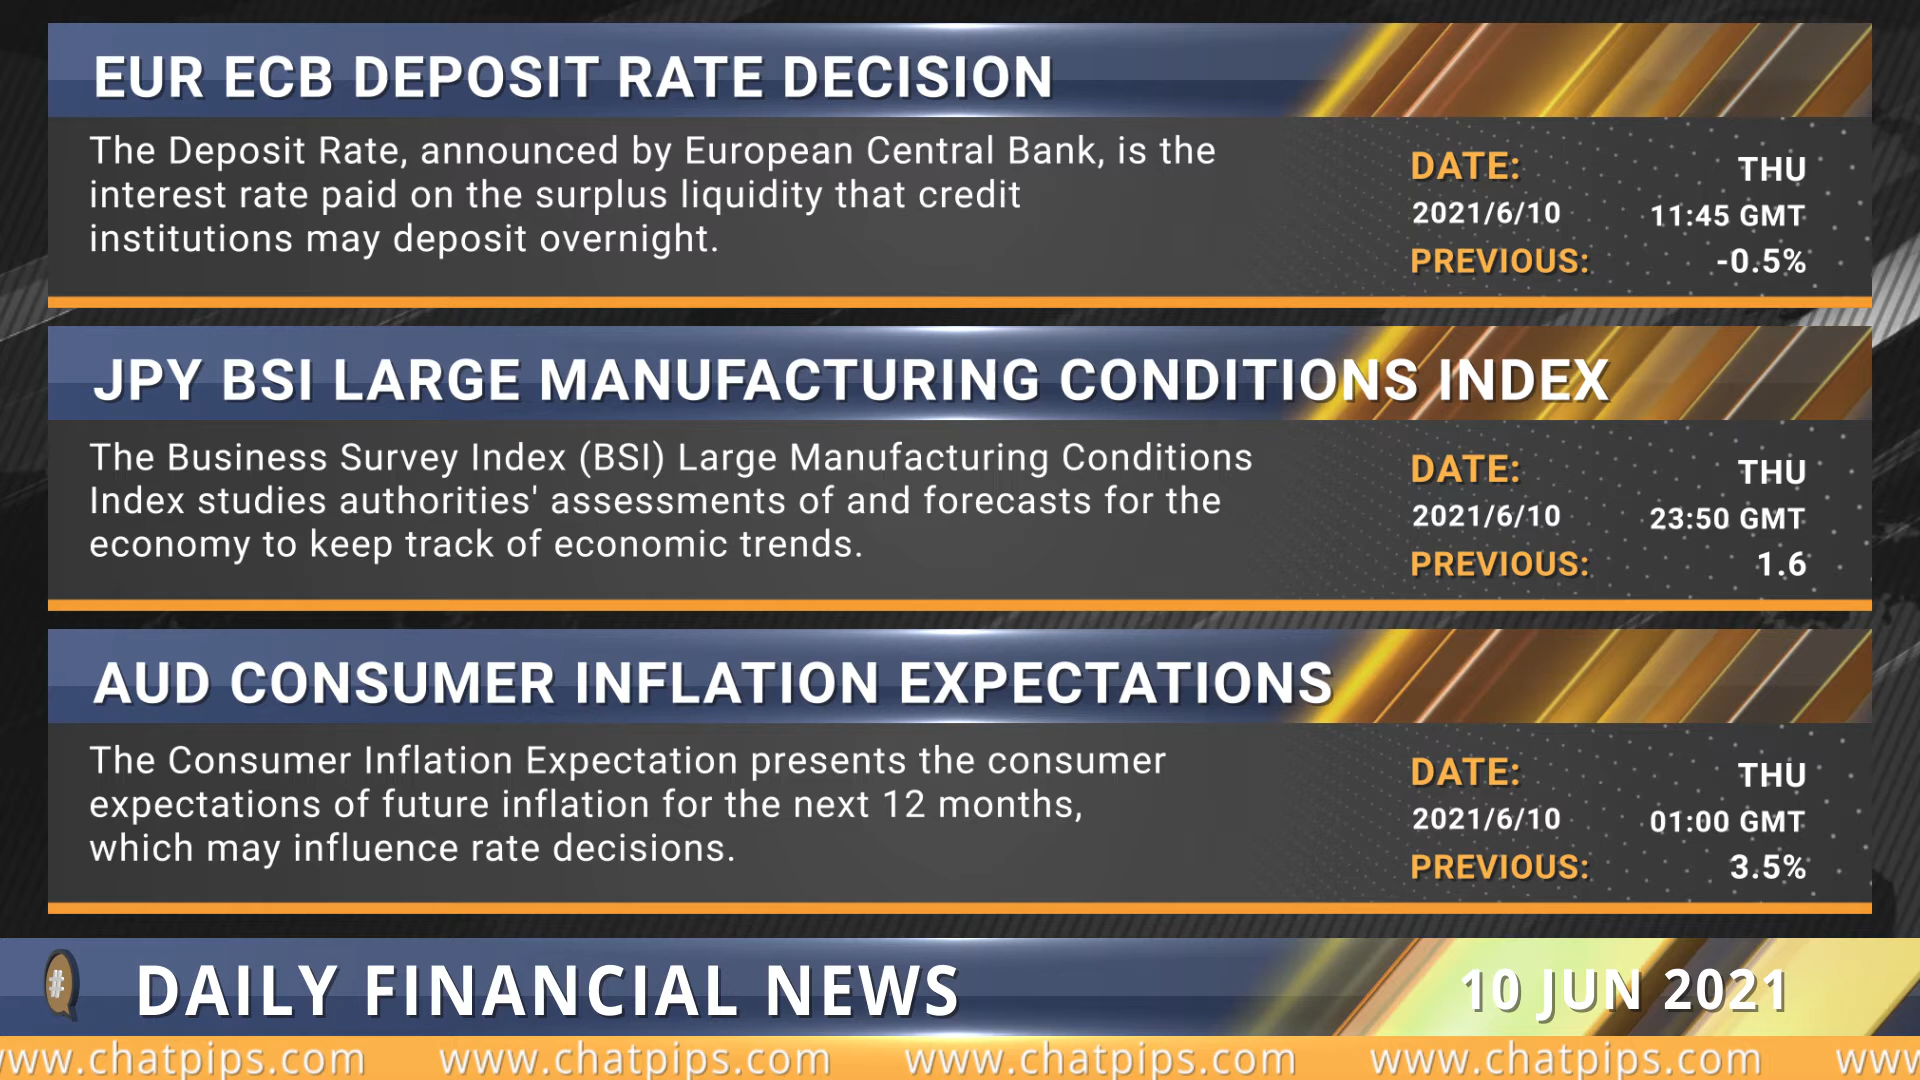 EUR ECB DEPOSIT RATE DECISION
The Deposit Rate, announced by European Central Bank, is the
interest rate paid on the surplus liquidity that credit
institutions may deposit overnight.
DATE: THU
2021/6/10 11:45 GMT
PREVIOUS: -0.5%
JPY BSI LARGE MANUFACTURING CONDITIONS INDEX
The Business Survey Index (BSI) Large Manufacturing Conditions
Index studies authorities' assessments of and forecasts for the
economy to keep track of economic trends.
DATE: THU
2021/6/10 23:50 GMT
PREVIOUS: 1.6
AUD CONSUMER INFLATION EXPECTATIONS
The Consumer Inflation Expectation presents the consumer
expectations of future inflation for the next 12 months,
which may influence rate decisions.
DATE: THU
2021/6/10 01:00 GMT
PREVIOUS: 3.5%
# DAILY FINANCIAL NEWS 10 JUN 2021
www.chatpips.com www.chatpips.com www.chatpips.com www.chatpips.com www